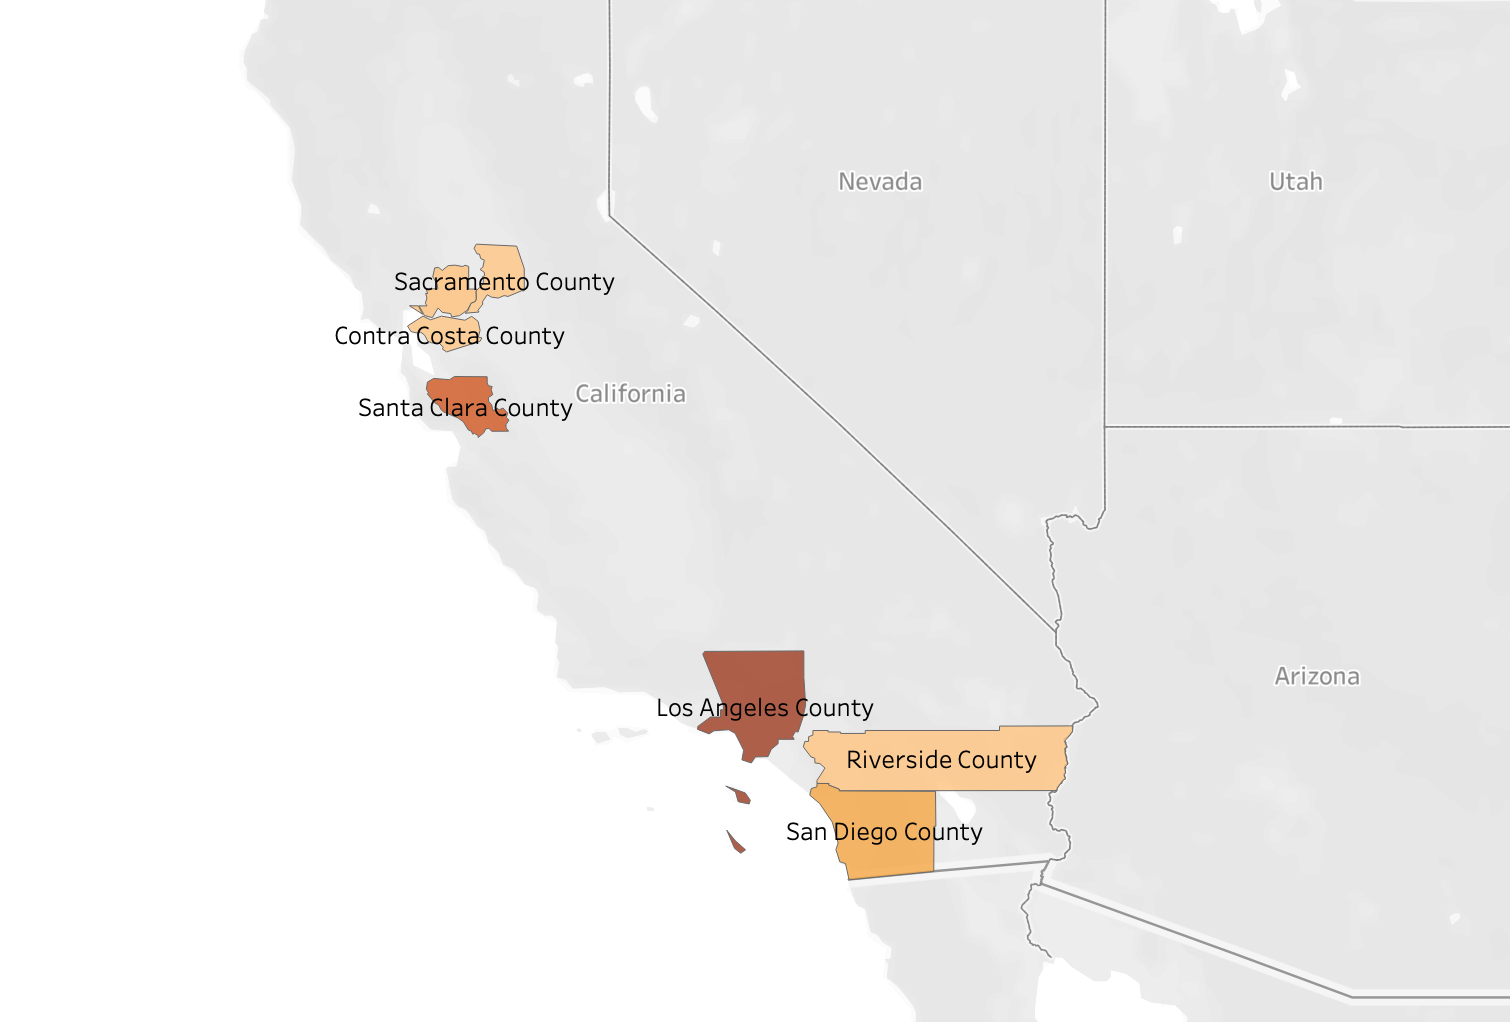 Nevada
Utah
Sacramento County
Contra Costa County
California
Santa Clara County
Arizona
Los Angeles County
Riverside County
San Diego County